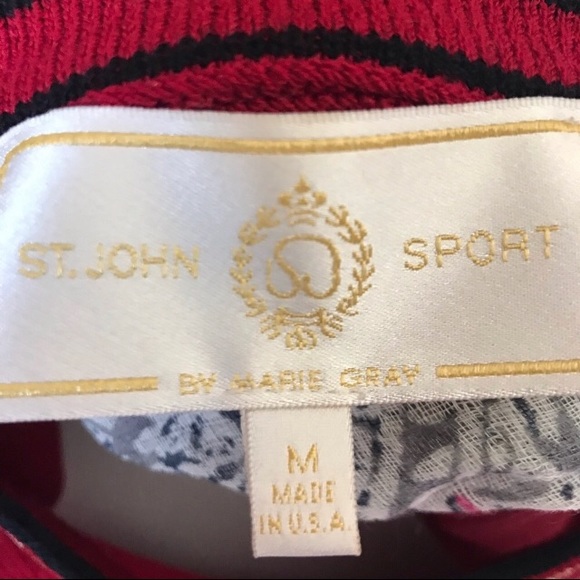 ST. JOHN SPORT
BY MARIE GRAY
M
MADE
IN U.S.A.